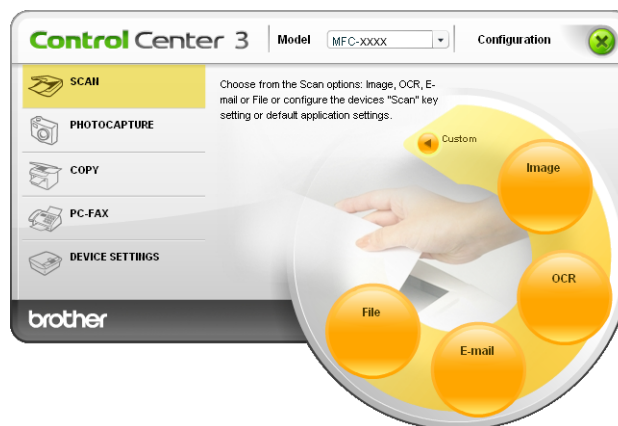 Control Center 3
Model
MFC-XXXX
Configuration
SCAN
PHOTOCAPTURE
COPY
PC-FAX
DEVICE SETTINGS
Choose from the Scan options: Image, OCR, E-
mail or File or configure the devices "Scan" key
setting or default application settings.
Custom
Image
OCR
E-mail
File
brother